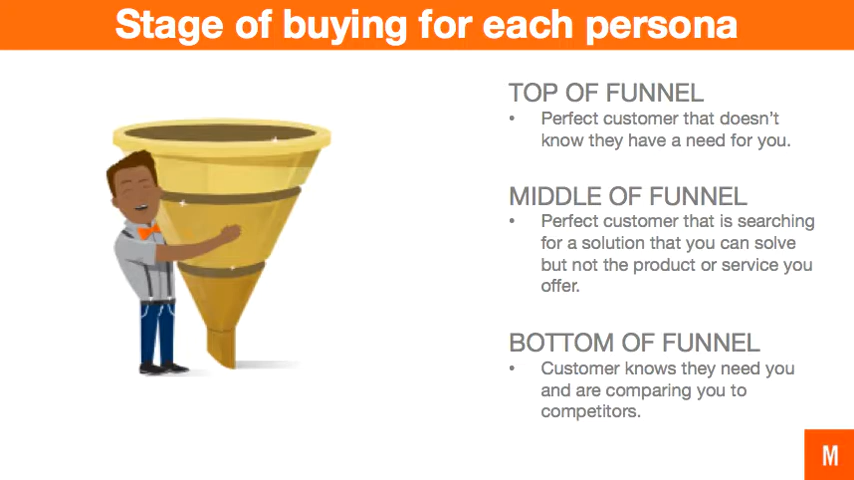 Stage of buying for each persona
TOP OF FUNNEL
• Perfect customer that doesn't
know they have a need for you.
MIDDLE OF FUNNEL
• Perfect customer that is searching
for a solution that you can solve
but not the product or service you
offer.
BOTTOM OF FUNNEL
• Customer knows they need you
and are comparing you to
competitors.
M